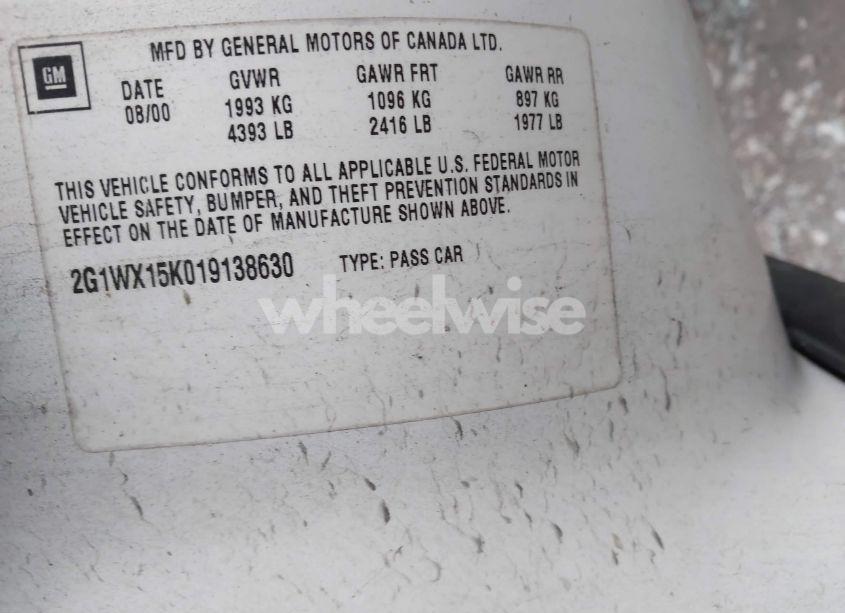 MFD BY GENERAL MOTORS OF CANADA LTD.
GM
DATE GVWR GAWR FRT GAWR RR
08/00 1993 KG 1096 KG 897 KG
4393 LB 2416 LB 1977 LB
THIS VEHICLE CONFORMS TO ALL APPLICABLE U.S. FEDERAL MOTOR
VEHICLE SAFETY, BUMPER, AND THEFT PREVENTION STANDARDS IN
EFFECT ON THE DATE OF MANUFACTURE SHOWN ABOVE.
2G1WX15K019138630 TYPE: PASS CAR
wheelwise